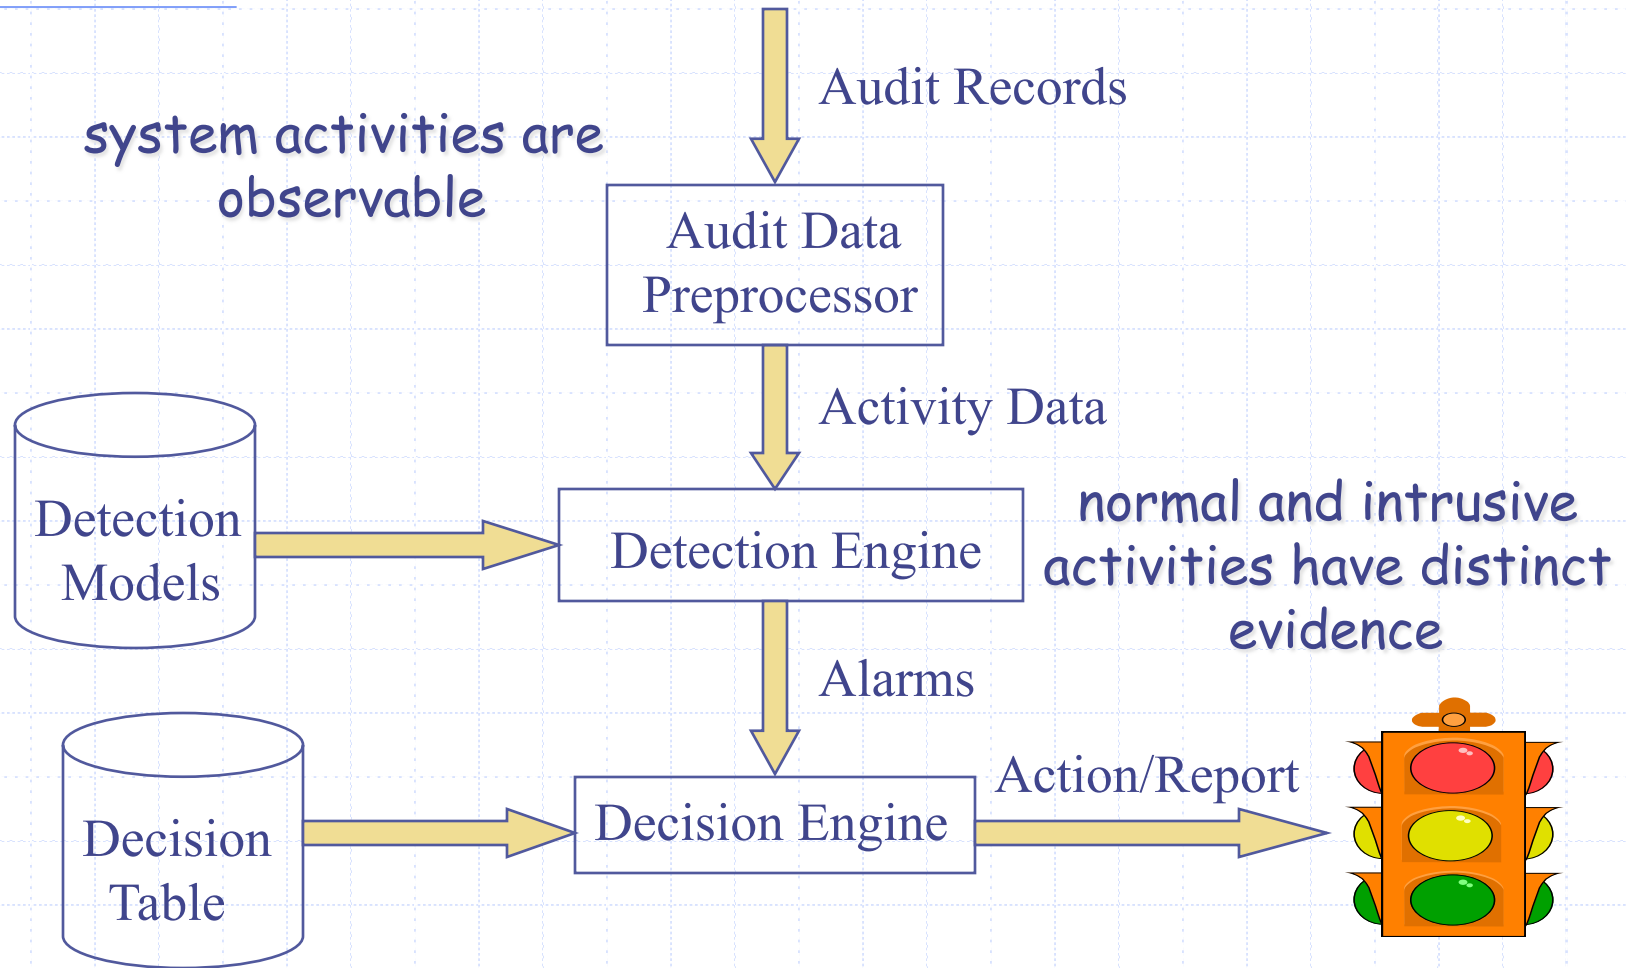 Audit Records
system activities are
observable
Audit Data
Preprocessor
Activity Data
Detection
Models
Detection Engine
normal and intrusive
activities have distinct
evidence
Alarms
Action/Report
Decision
Table
Decision Engine